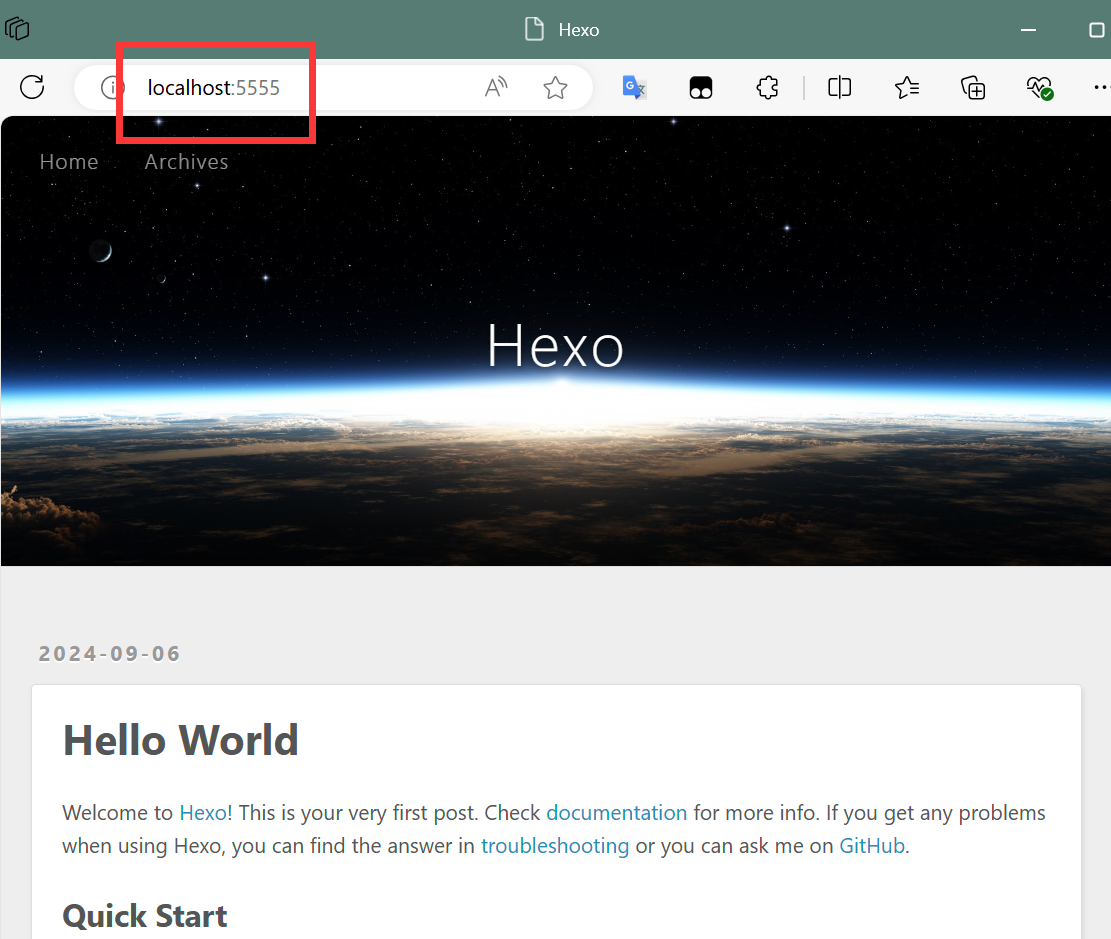 Hexo
localhost:5555
Home Archives
Hexo
2024-09-06
Hello World
Welcome to Hexo! This is your very first post. Check documentation for more info. If you get any problems
when using Hexo, you can find the answer in troubleshooting or you can ask me on GitHub.
Quick Start